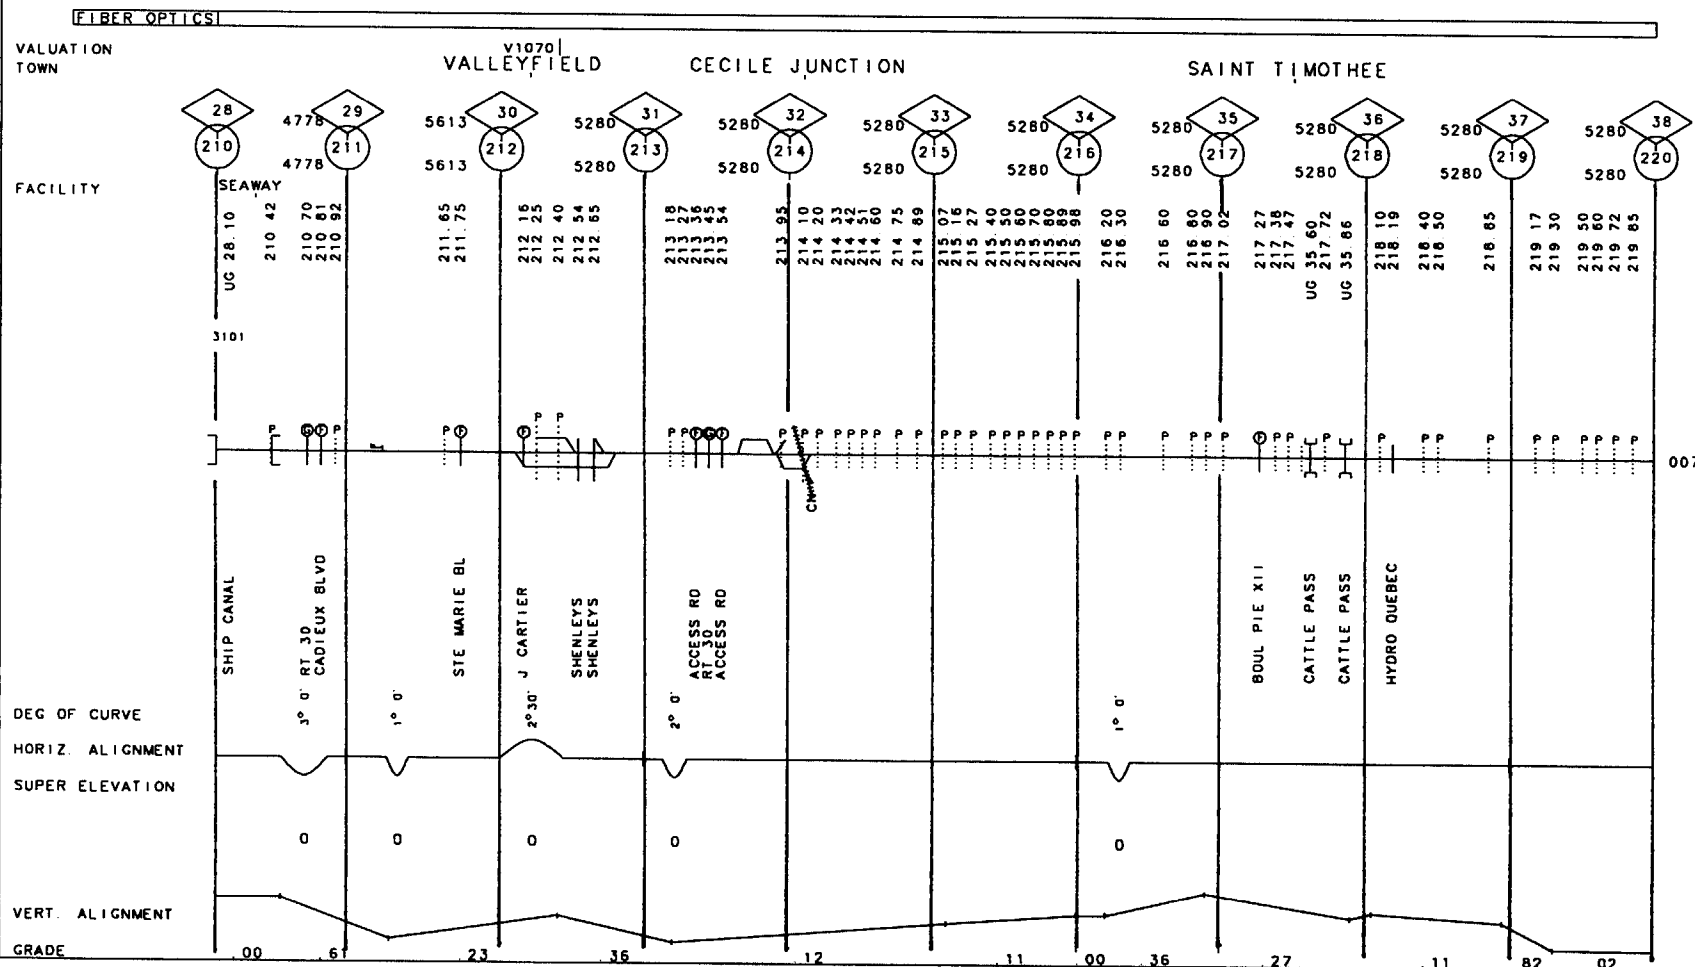 FIBER OPTICS
VALUATION V1070
TOWN VALLEYFIELD CECILE JUNCTION SAINT TIMOTHEE
28 29 30 31 32 33 34 35 36 37 38
4778 5613 5280 5280 5280 5280 5280 5280 5280 5280
210 211 212 213 214 215 216 217 218 219 220
4778 5613 5280 5280 5280 5280 5280 5280 5280 5280
FACILITY SEAWAY
UG 28.10
210 42
210 70
210 81
210 92
211.65
211.75
212 16
212 25
212 40
212 54
212.65
213 18
213 27
213 36
213 45
213 54
213 95
214 10
214 20
214 33
214 42
214 51
214 60
214 75
214 89
215.07
215 16
215 27
215 40
215 50
215 60
215 70
215 80
215.89
215.98
216 20
216 30
216 60
216 80
216 90
217 02
217 27
217.38
217.47
UG 35 60
217.72
UG 35.86
218 10
218.19
218 40
218 50
218 85
219 17
219 30
219 50
219 60
219 72
219 85
3101
P G F P P F F P P P P F G F P P P P P P P P P P P P P P P P P P P P P P P P P F P P P P P P P P P P P P P
007
CN
SHIP CANAL
RT 30
CADIEUX BLVD
STE MARIE BL
J CARTIER
SHENLEYS
SHENLEYS
ACCESS RD
RT 30
ACCESS RD
BOUL PIE XII
CATTLE PASS
CATTLE PASS
HYDRO QUEBEC
DEG OF CURVE 3° 0' 1° 0' 2° 30' 2° 0' 1° 0'
HORIZ. ALIGNMENT
SUPER ELEVATION
0 0 0 0 0
VERT. ALIGNMENT
GRADE .00 .61 .23 .36 .12 .11 .00 .36 .27 .11 .82 .02